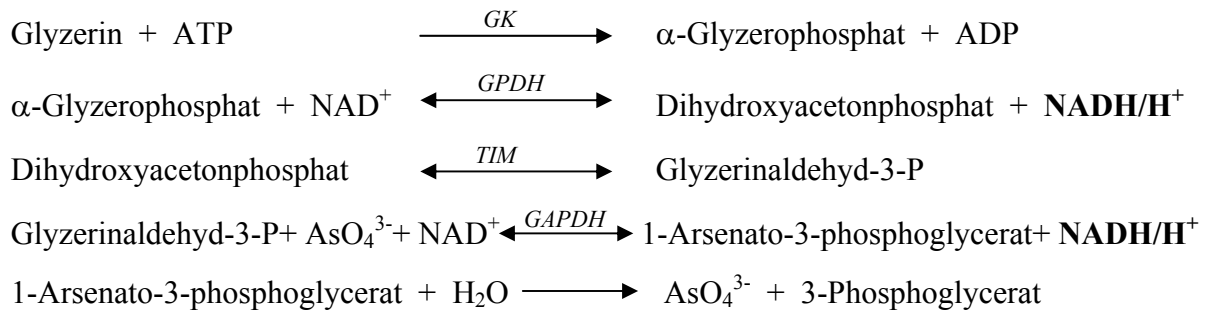 Glyzerin + ATP GK α-Glyzerophosphat + ADP
α-Glyzerophosphat + NAD⁺ GPDH Dihydroxyacetonphosphat + NADH/H⁺
Dihydroxyacetonphosphat TIM Glyzerinaldehyd-3-P
Glyzerinaldehyd-3-P+ AsO₄³⁻+ NAD⁺ GAPDH 1-Arsenato-3-phosphoglycerat+ NADH/H⁺
1-Arsenato-3-phosphoglycerat + H₂O AsO₄³⁻ + 3-Phosphoglycerat